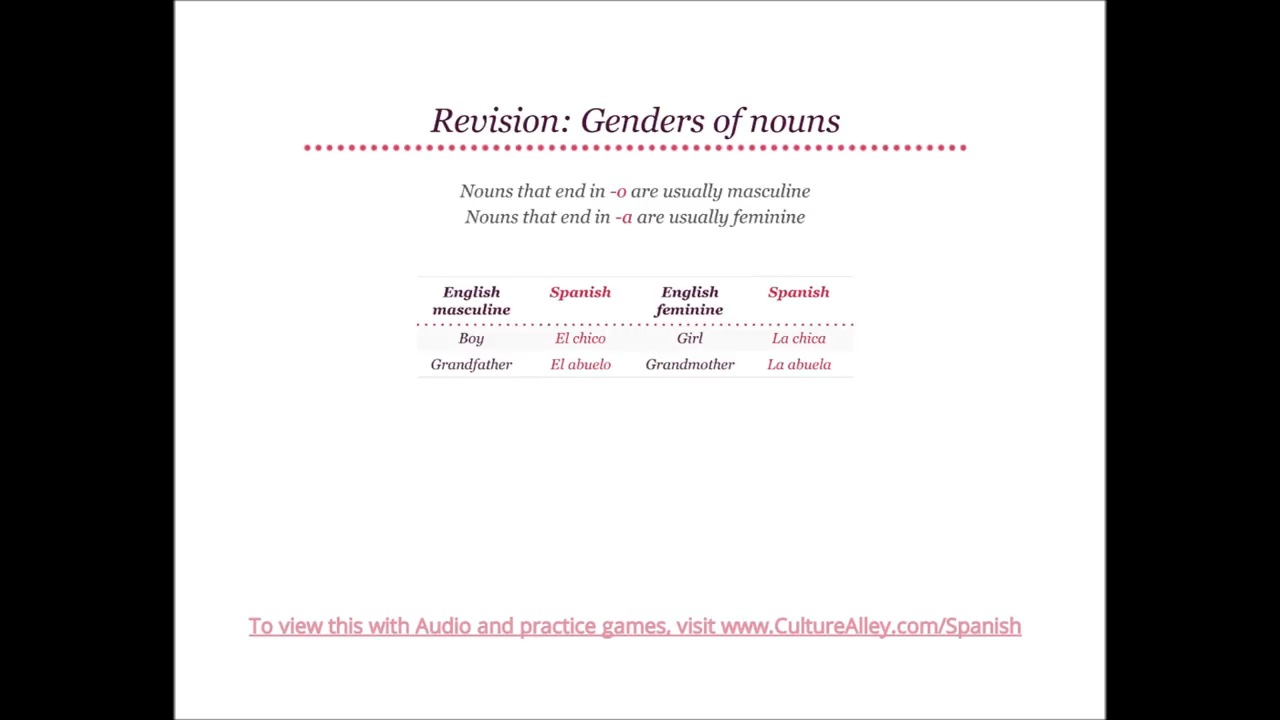 Revision: Genders of nouns
Nouns that end in -o are usually masculine
Nouns that end in -a are usually feminine
English masculine Spanish English feminine Spanish
Boy El chico Girl La chica
Grandfather El abuelo Grandmother La abuela
To view this with Audio and practice games, visit www.CultureAlley.com/Spanish